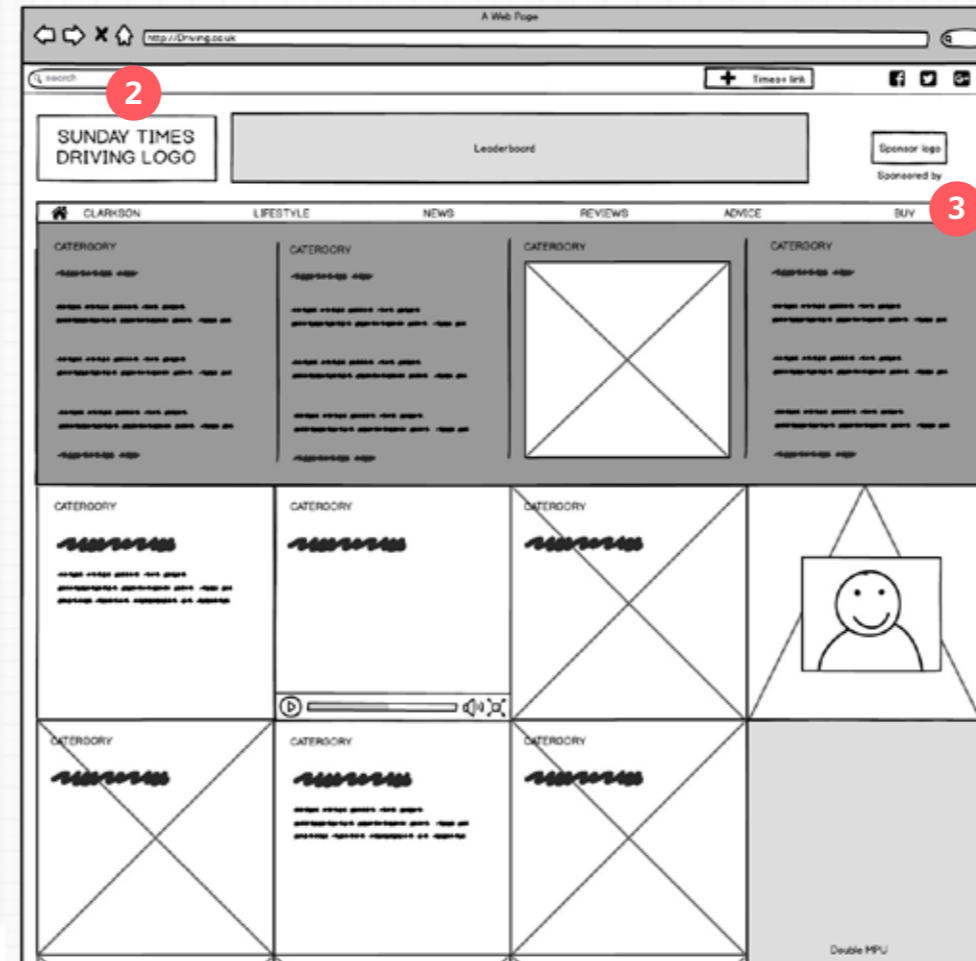 A Web Page
http://Driving.co.uk
search
2
Times+ link
SUNDAY TIMES
DRIVING LOGO
Leaderboard
Sponsor logo
Sponsored by
CLARKSON LIFESTYLE NEWS REVIEWS ADVICE BUY
3
CATERGORY CATERGORY CATERGORY CATERGORY
CATERGORY CATERGORY CATERGORY
CATERGORY CATERGORY CATERGORY
Double MPU